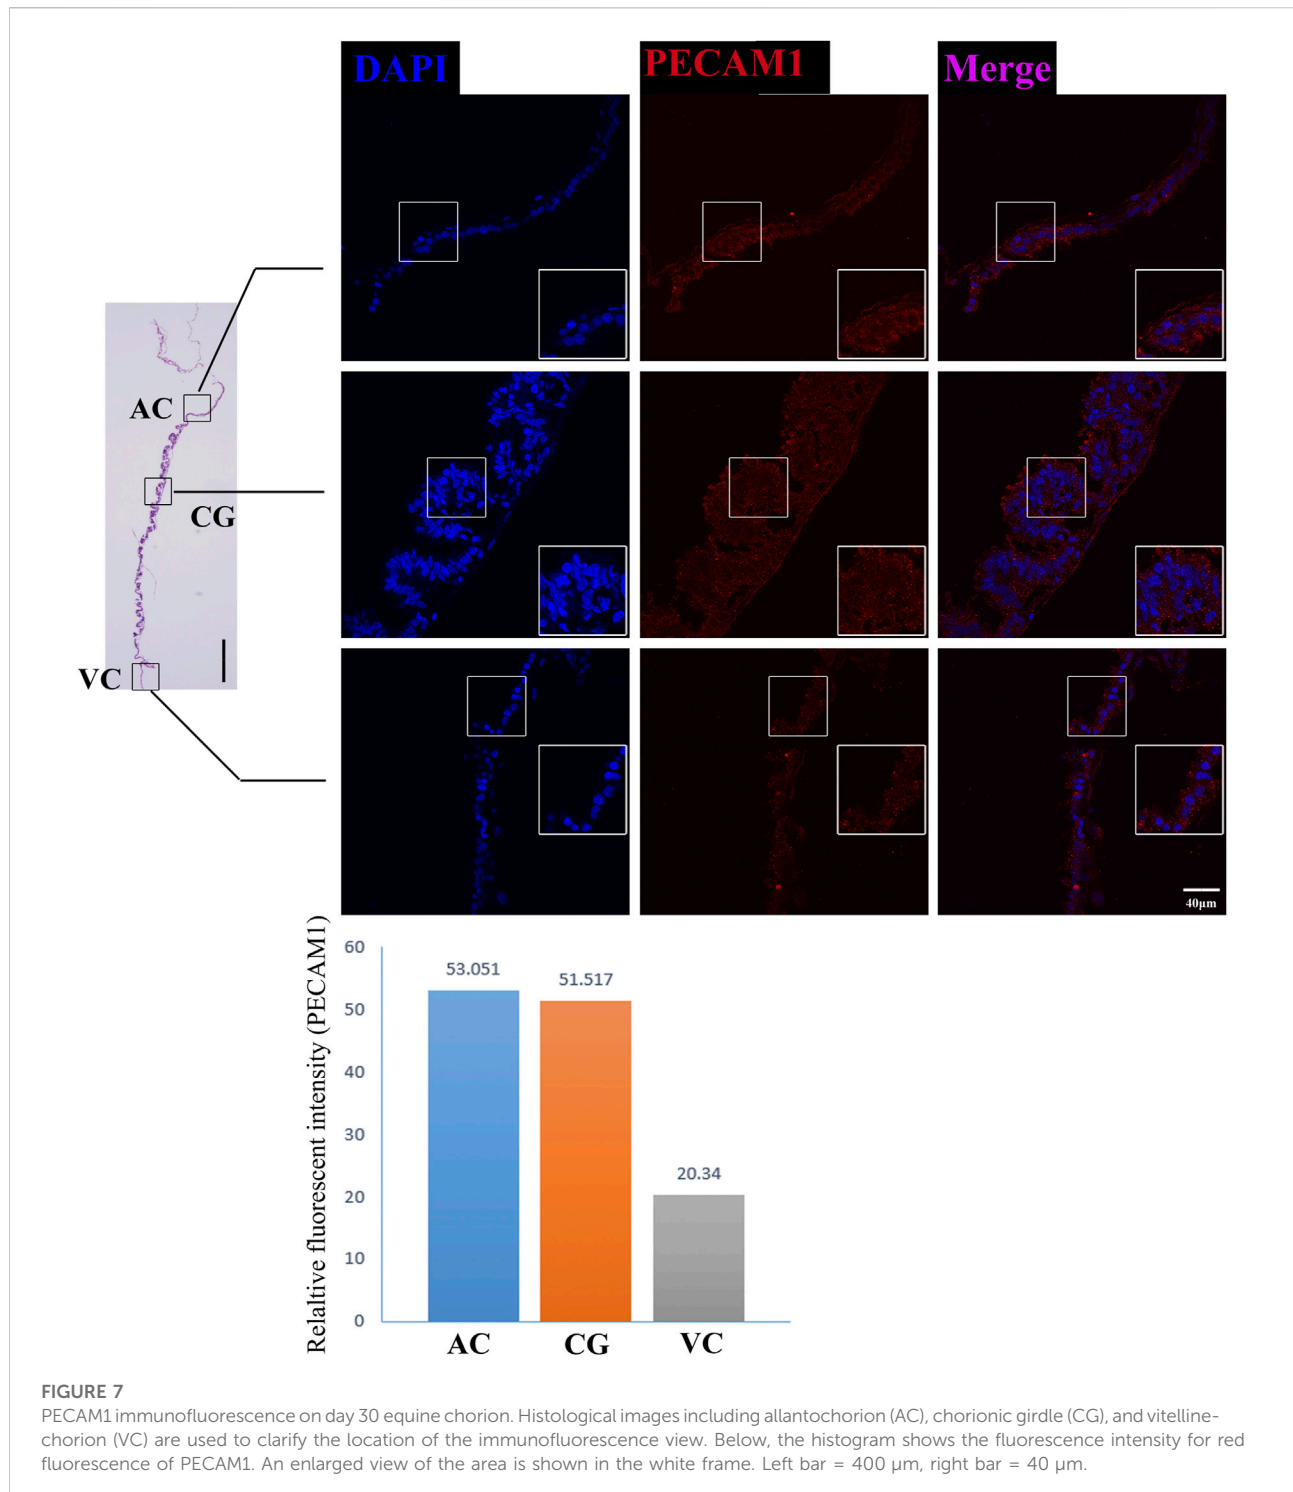 DAPI
PECAM1
Merge
AC
CG
VC
40μm
Relaltive fluorescent intensity (PECAM1)
60
50
40
30
20
10
0
53.051
51.517
20.34
AC
CG
VC
FIGURE 7
PECAM1 immunofluorescence on day 30 equine chorion. Histological images including allantochorion (AC), chorionic girdle (CG), and vitelline-
chorion (VC) are used to clarify the location of the immunofluorescence view. Below, the histogram shows the fluorescence intensity for red
fluorescence of PECAM1. An enlarged view of the area is shown in the white frame. Left bar = 400 μm, right bar = 40 μm.